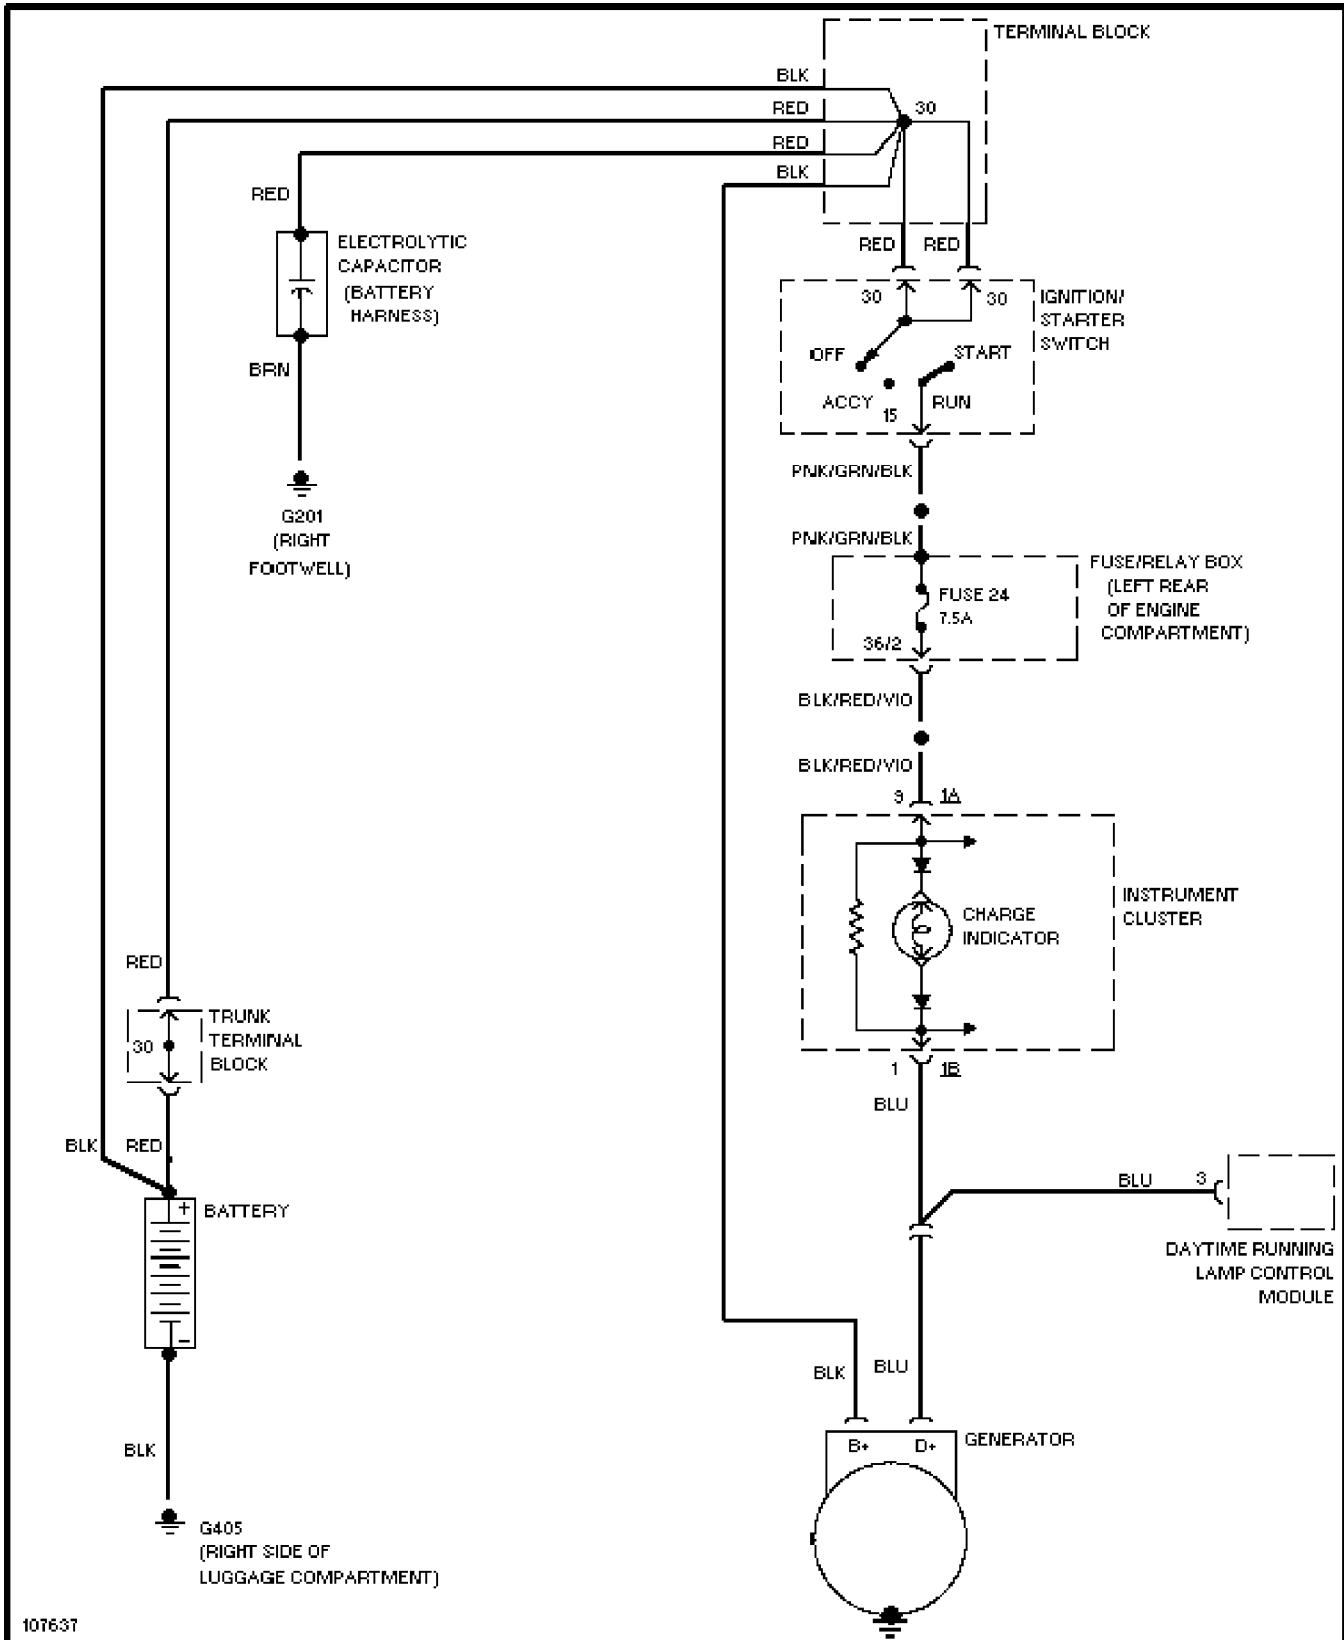 TERMINAL BLOCK
BLK
RED
30
RED
BLK
RED
ELECTROLYTIC
CAPACITOR
(BATTERY
HARNESS)
BRN
G201
(RIGHT
FOOTWELL)
RED RED
30 30
IGNITION/
STARTER
SWITCH
OFF
START
ACCY
15
RUN
PNK/GRN/BLK
PNK/GRN/BLK
FUSE/RELAY BOX
(LEFT REAR
OF ENGINE
COMPARTMENT)
FUSE 24
7.5A
36/2
BLK/RED/VIO
BLK/RED/VIO
9 1A
CHARGE
INDICATOR
INSTRUMENT
CLUSTER
1 1B
BLU
RED
TRUNK
TERMINAL
BLOCK
30
BLK RED
+
BATTERY
-
BLK
G405
(RIGHT SIDE OF
LUGGAGE COMPARTMENT)
BLU 3
DAYTIME RUNNING
LAMP CONTROL
MODULE
BLK BLU
B+ D+
GENERATOR
107637